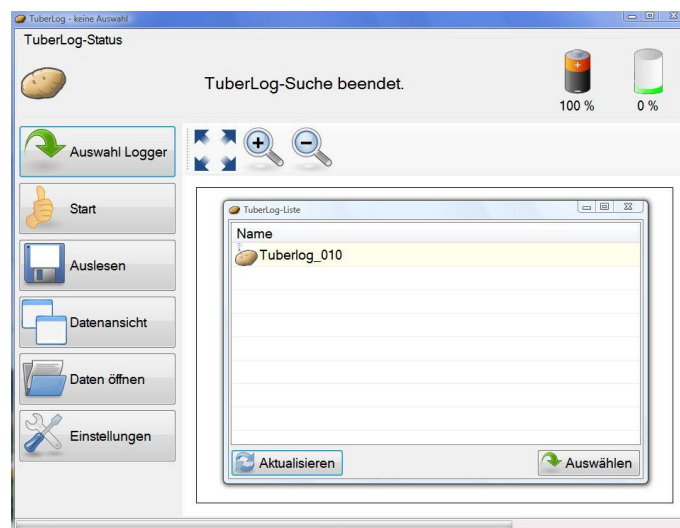 TuberLog - keine Auswahl
TuberLog-Status
TuberLog-Suche beendet.
100 %
0 %
Auswahl Logger
Start
Auslesen
Datenansicht
Daten öffnen
Einstellungen
TuberLog-Liste
Name
Tuberlog_010
Aktualisieren
Auswählen